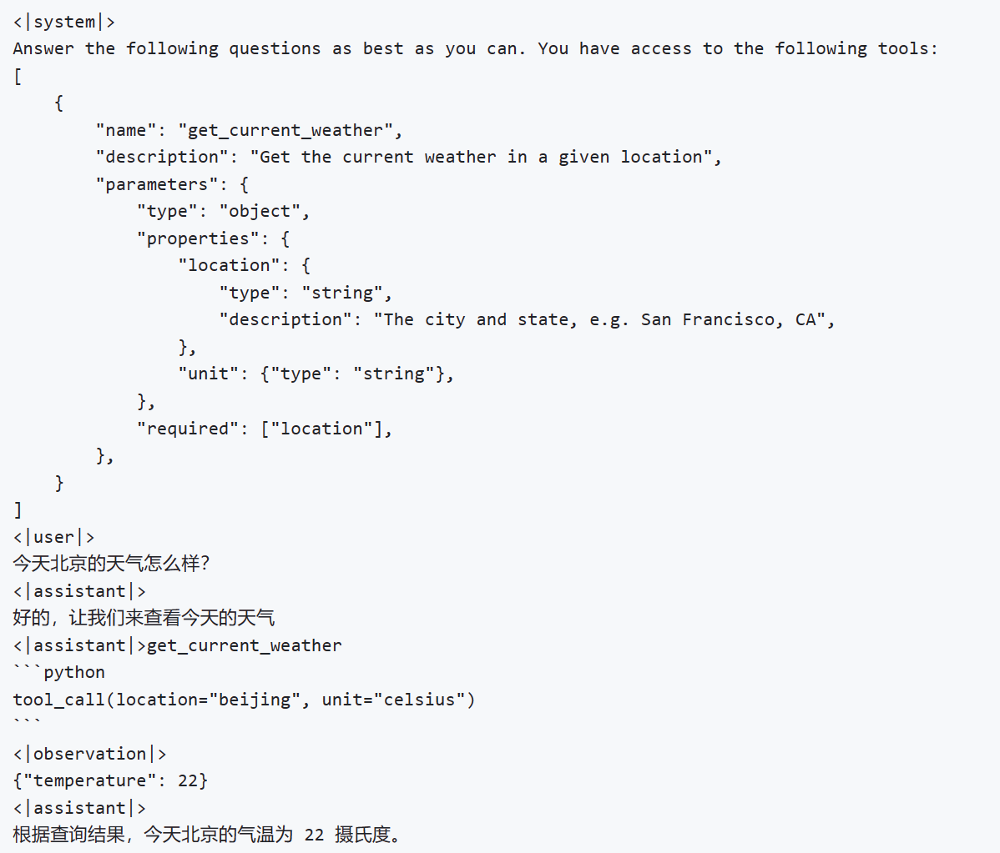 <|system|>
Answer the following questions as best as you can. You have access to the following tools:
[
    {
        "name": "get_current_weather",
        "description": "Get the current weather in a given location",
        "parameters": {
            "type": "object",
            "properties": {
                "location": {
                    "type": "string",
                    "description": "The city and state, e.g. San Francisco, CA",
                },
                "unit": {"type": "string"},
            },
            "required": ["location"],
        },
    }
]
<|user|>
今天北京的天气怎么样？
<|assistant|>
好的，让我们来查看今天的天气
<|assistant|>get_current_weather
```python
tool_call(location="beijing", unit="celsius")
```
<|observation|>
{"temperature": 22}
<|assistant|>
根据查询结果，今天北京的气温为 22 摄氏度。